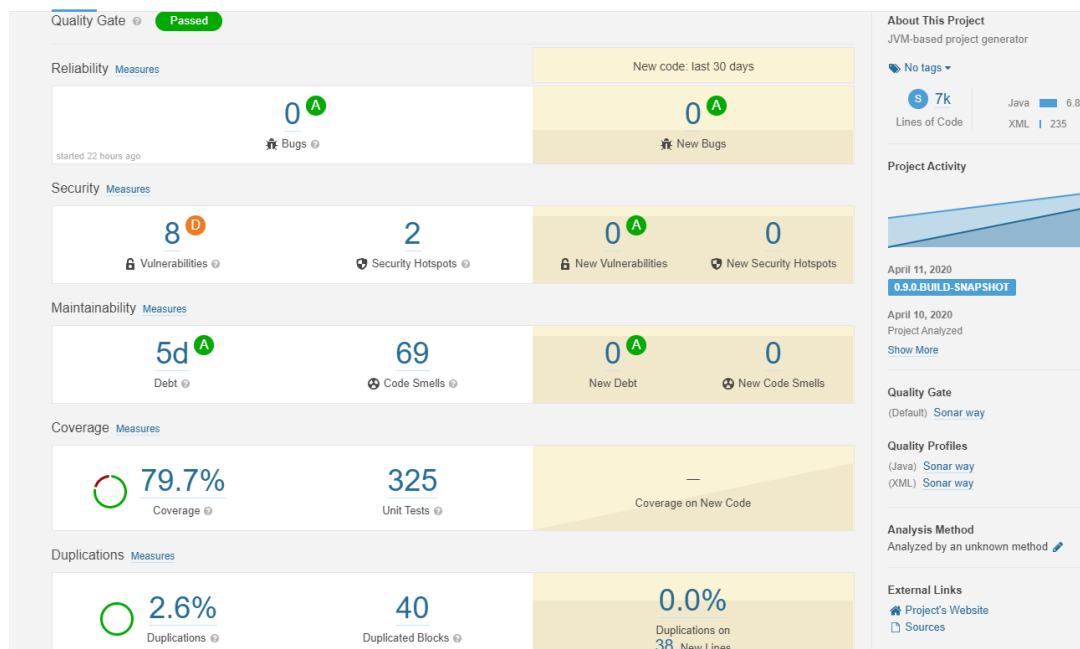 Quality Gate Passed
Reliability Measures
New code: last 30 days
0 A
Bugs
started 22 hours ago
0 A
New Bugs
Security Measures
8 D
Vulnerabilities
2
Security Hotspots
0 A
New Vulnerabilities
0
New Security Hotspots
Maintainability Measures
5d A
Debt
69
Code Smells
0 A
New Debt
0
New Code Smells
Coverage Measures
79.7%
Coverage
325
Unit Tests
—
Coverage on New Code
Duplications Measures
2.6%
Duplications
40
Duplicated Blocks
0.0%
Duplications on
38 New Lines
About This Project
JVM-based project generator
No tags
S 7k
Lines of Code
Java 6.8
XML 235
Project Activity
April 11, 2020
0.9.0.BUILD-SNAPSHOT
April 10, 2020
Project Analyzed
Show More
Quality Gate
(Default) Sonar way
Quality Profiles
(Java) Sonar way
(XML) Sonar way
Analysis Method
Analyzed by an unknown method
External Links
Project's Website
Sources